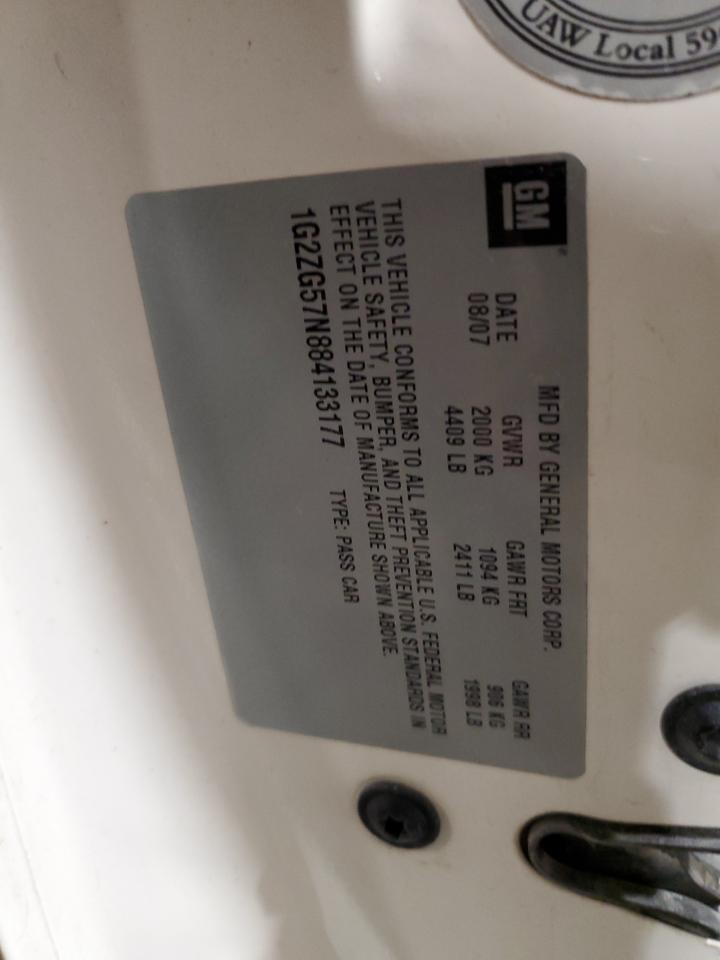 UAW Local 59
GM
MFD BY GENERAL MOTORS CORP.
DATE GVWR GAWR FRT GAWR RR
08/07 2000 KG 1094 KG 906 KG
4409 LB 2411 LB 1998 LB
THIS VEHICLE CONFORMS TO ALL APPLICABLE U.S. FEDERAL MOTOR
VEHICLE SAFETY, BUMPER, AND THEFT PREVENTION STANDARDS IN
EFFECT ON THE DATE OF MANUFACTURE SHOWN ABOVE.
1G2ZG57N884133177 TYPE: PASS CAR